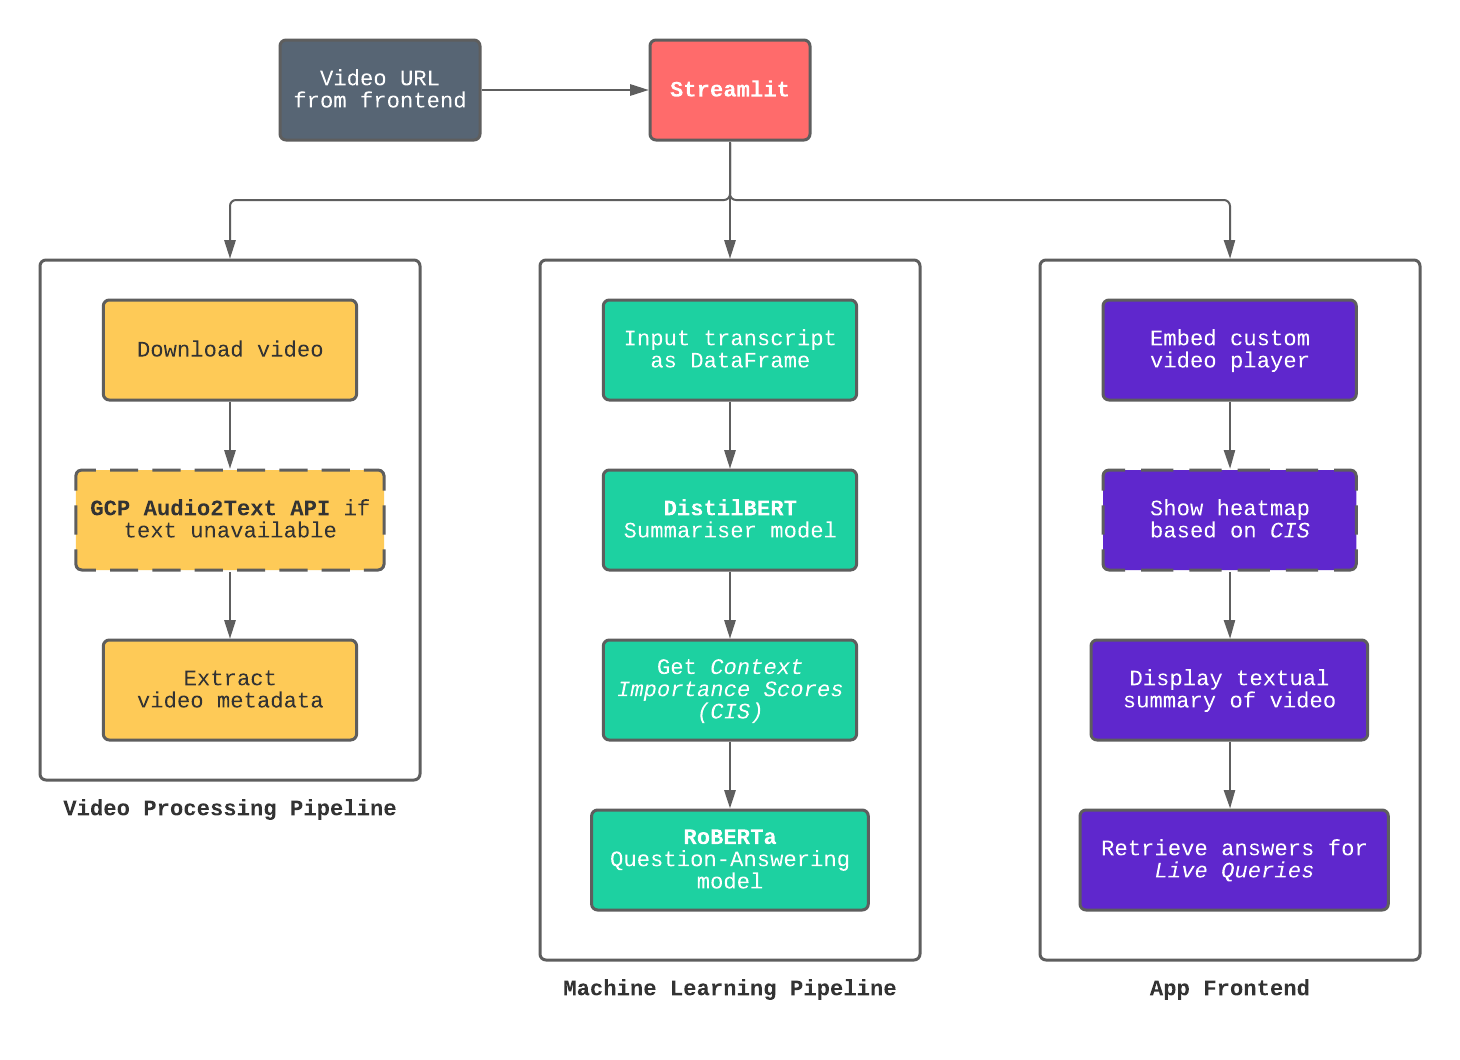 Video URL
from frontend
Streamlit
Download video
GCP Audio2Text API if
text unavailable
Extract
video metadata
Video Processing Pipeline
Input transcript
as DataFrame
DistilBERT
Summariser model
Get Context
Importance Scores
(CIS)
RoBERTa
Question-Answering
model
Machine Learning Pipeline
Embed custom
video player
Show heatmap
based on CIS
Display textual
summary of video
Retrieve answers for
Live Queries
App Frontend